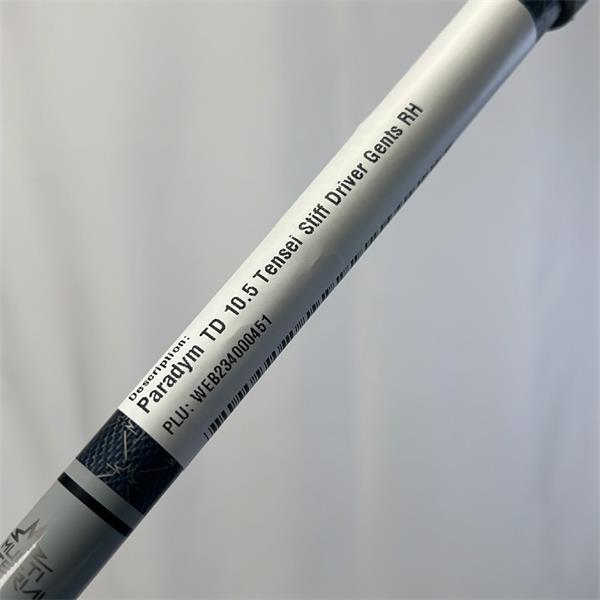 Description:
Paradym TD 10.5 Tensei Stiff Driver Gents RH
PLU: WEB234000451